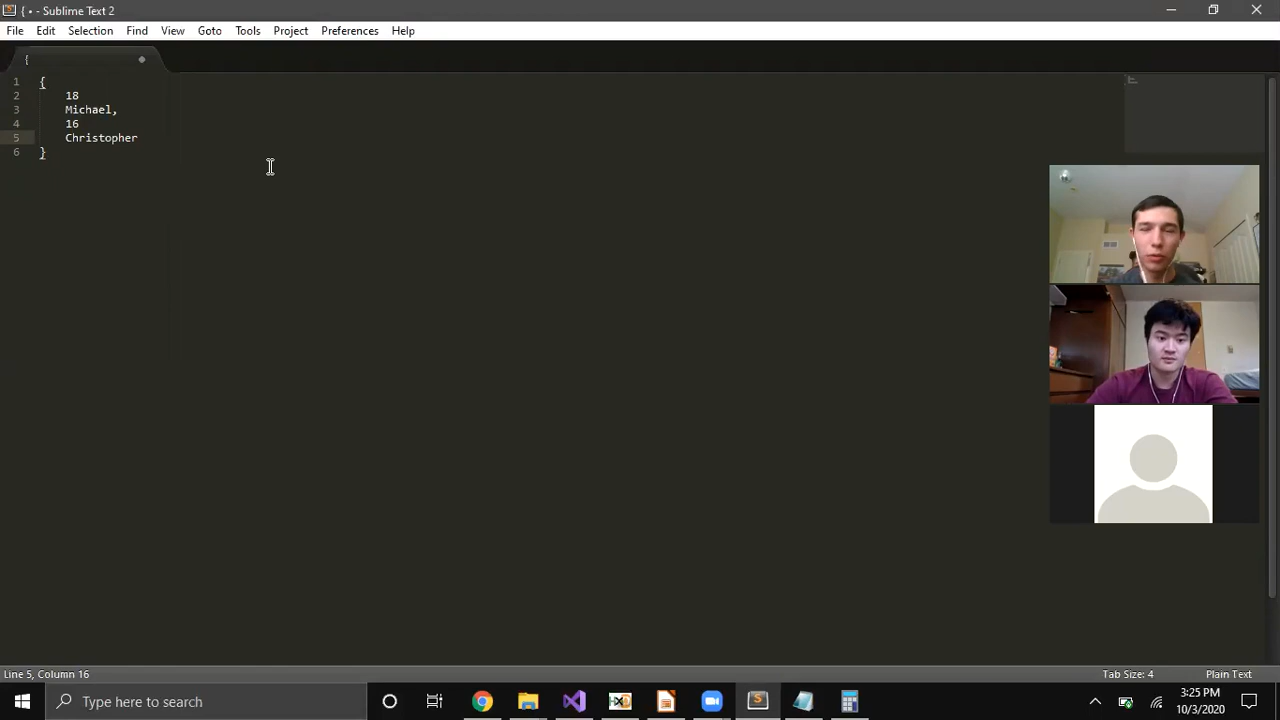 { • - Sublime Text 2
File Edit Selection Find View Goto Tools Project Preferences Help
{
1 {
2 18
3 Michael,
4 16
5 Christopher
6 }
Line 5, Column 16
Tab Size: 4 Plain Text
Type here to search
3:25 PM
10/3/2020